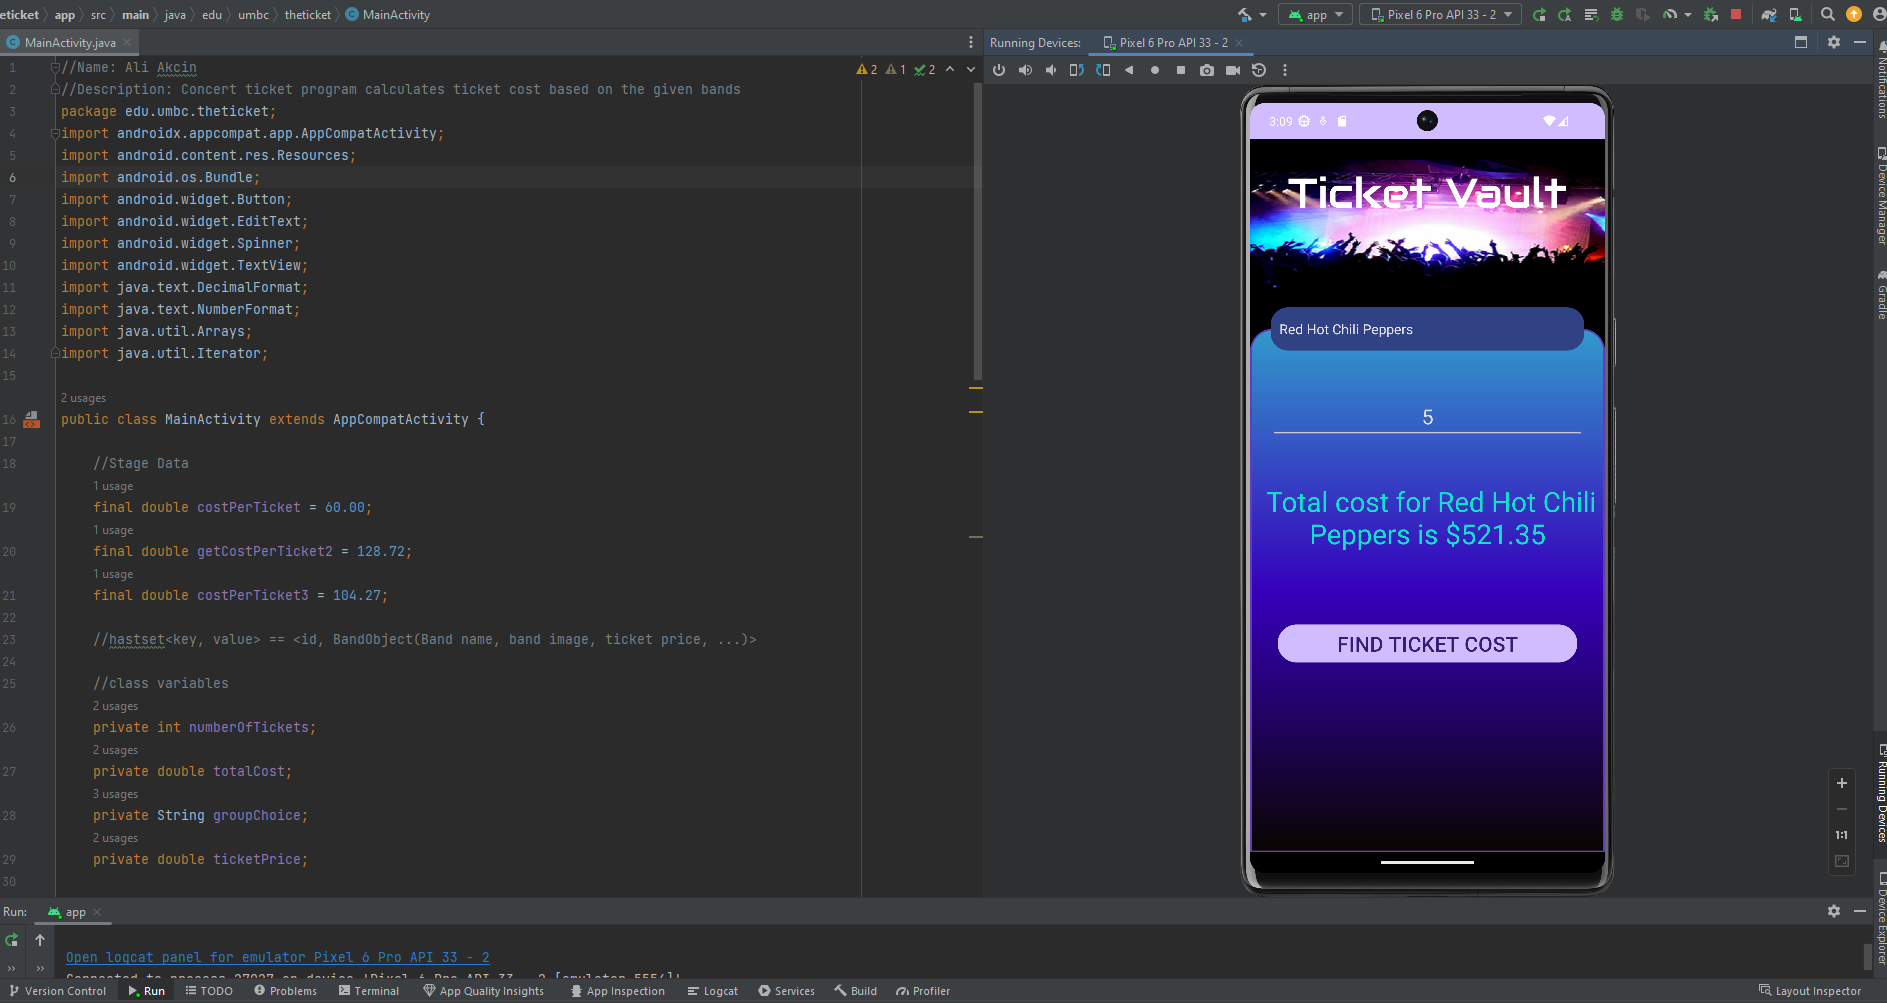 eticket app src main java edu umbc theticket MainActivity
app Pixel 6 Pro API 33 - 2
MainActivity.java
Running Devices: Pixel 6 Pro API 33 - 2
2 1 2
1 //Name: Ali Akcin
2 //Description: Concert ticket program calculates ticket cost based on the given bands
3 package edu.umbc.theticket;
4 import androidx.appcompat.app.AppCompatActivity;
5 import android.content.res.Resources;
6 import android.os.Bundle;
7 import android.widget.Button;
8 import android.widget.EditText;
9 import android.widget.Spinner;
10 import android.widget.TextView;
11 import java.text.DecimalFormat;
12 import java.text.NumberFormat;
13 import java.util.Arrays;
14 import java.util.Iterator;
15
2 usages
16 public class MainActivity extends AppCompatActivity {
17
18 //Stage Data
1 usage
19 final double costPerTicket = 60.00;
1 usage
20 final double getCostPerTicket2 = 128.72;
1 usage
21 final double costPerTicket3 = 104.27;
22
23 //hastset<key, value> == <id, BandObject(Band name, band image, ticket price, ...)>
24
25 //class variables
2 usages
26 private int numberOfTickets;
2 usages
27 private double totalCost;
3 usages
28 private String groupChoice;
2 usages
29 private double ticketPrice;
30
3:09
Ticket Vault
Red Hot Chili Peppers
5
Total cost for Red Hot Chili
Peppers is $521.35
FIND TICKET COST
1:1
Notifications
Device Manager
Gradle
Running Devices
Device Explorer
Run: app
Open logcat panel for emulator Pixel 6 Pro API 33 - 2
Connected to process 27027 on device 'Pixel 6 Pro API 33 - 2 [emulator-5554]'
Version Control Run TODO Problems Terminal App Quality Insights App Inspection Logcat Services Build Profiler Layout Inspector